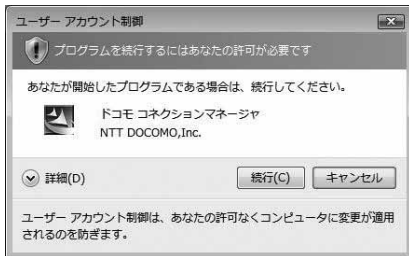 ユーザー アカウント制御
プログラムを続行するにはあなたの許可が必要です
あなたが開始したプログラムである場合は、続行してください。
ドコモ コネクションマネージャ
NTT DOCOMO,Inc.
詳細(D)
続行(C)
キャンセル
ユーザー アカウント制御は、あなたの許可なくコンピュータに変更が適用
されるのを防ぎます。